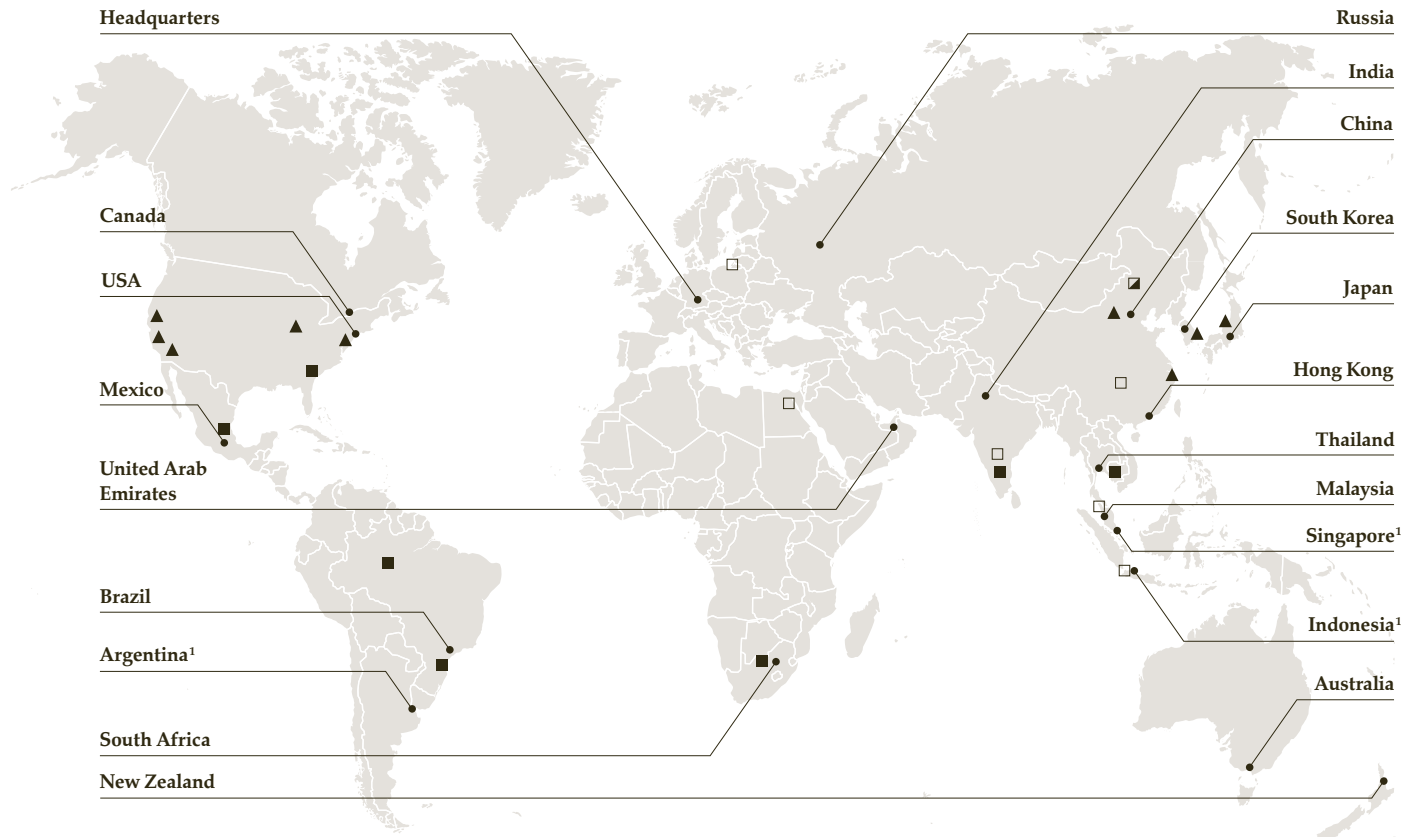 Headquarters
Canada
USA
Mexico
United Arab
Emirates
Brazil
Argentina¹
South Africa
New Zealand
Russia
India
China
South Korea
Japan
Hong Kong
Thailand
Malaysia
Singapore¹
Indonesia¹
Australia